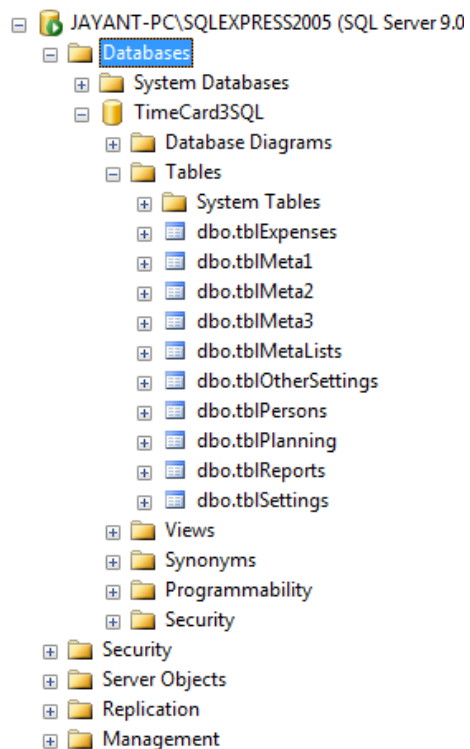 JAYANT-PC\SQLEXPRESS2005 (SQL Server 9.0
Databases
System Databases
TimeCard3SQL
Database Diagrams
Tables
System Tables
dbo.tblExpenses
dbo.tblMeta1
dbo.tblMeta2
dbo.tblMeta3
dbo.tblMetaLists
dbo.tblOtherSettings
dbo.tblPersons
dbo.tblPlanning
dbo.tblReports
dbo.tblSettings
Views
Synonyms
Programmability
Security
Security
Server Objects
Replication
Management